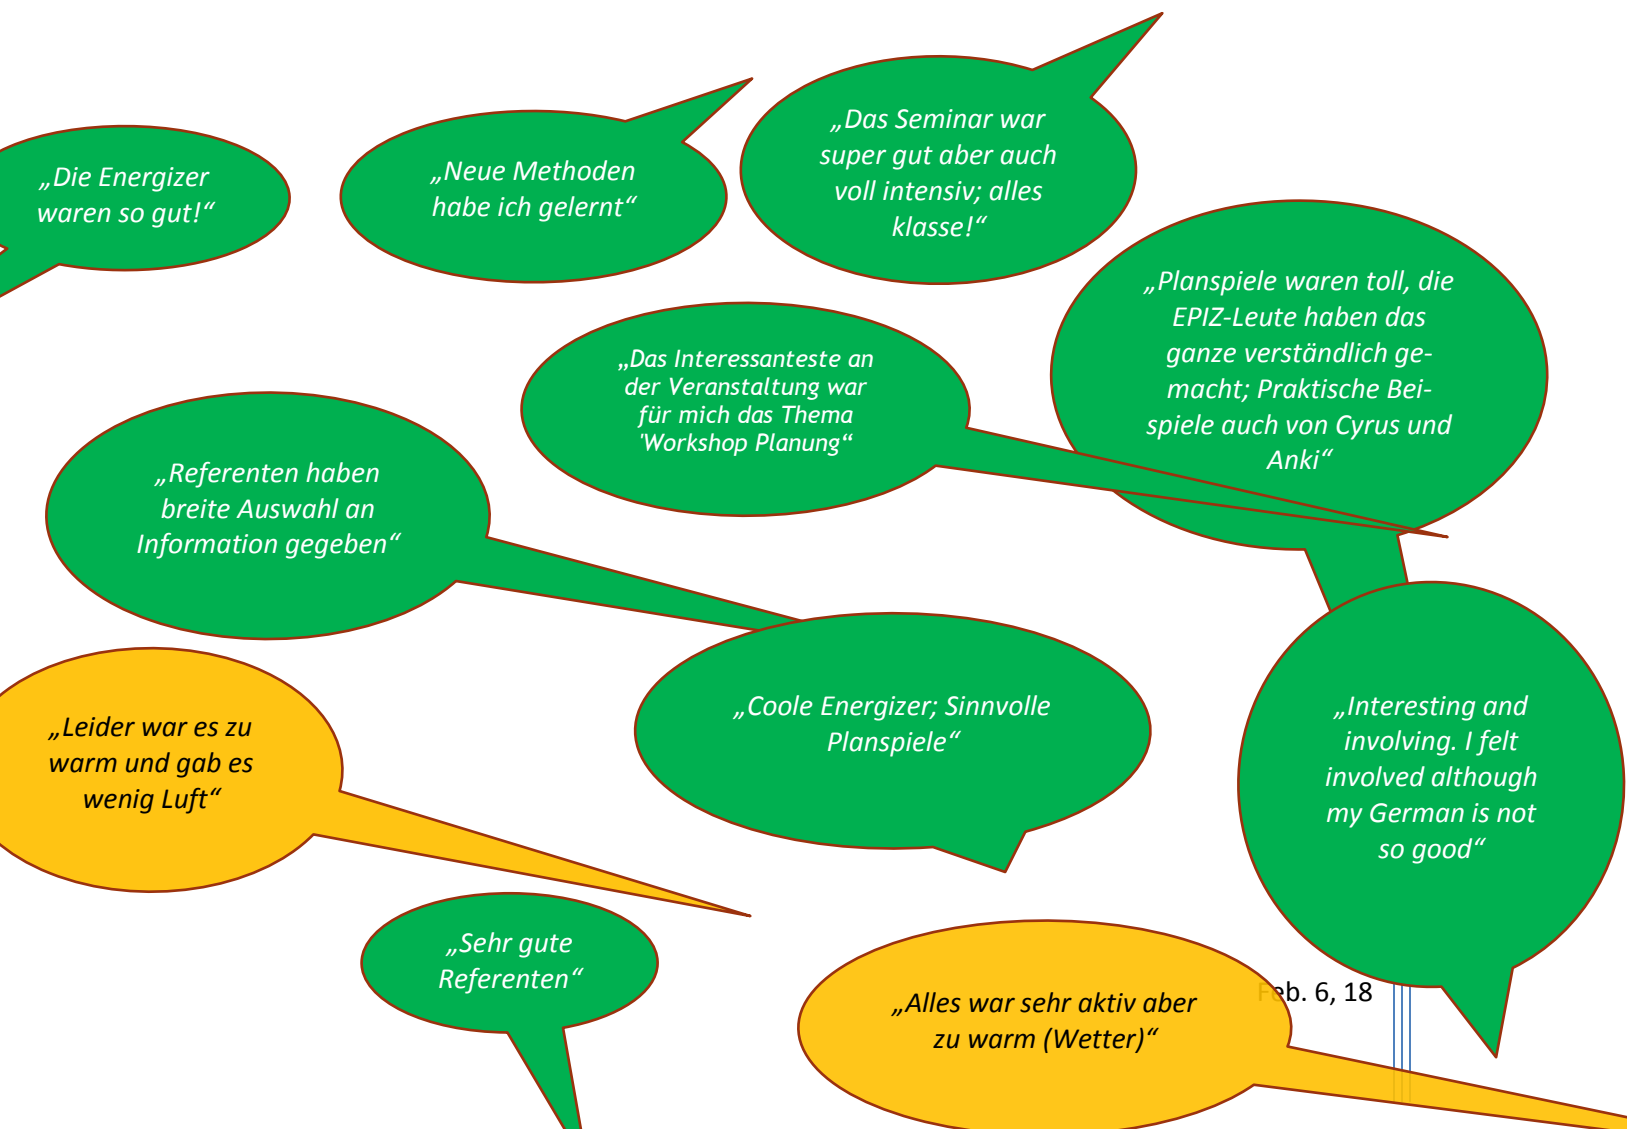 „Die Energizer
waren so gut!“
„Neue Methoden
habe ich gelernt“
„Das Seminar war
super gut aber auch
voll intensiv; alles
klasse!“
„Planspiele waren toll, die
EPIZ-Leute haben das
ganze verständlich ge-
macht; Praktische Bei-
spiele auch von Cyrus und
Anki“
„Das Interessanteste an
der Veranstaltung war
für mich das Thema
'Workshop Planung“
„Referenten haben
breite Auswahl an
Information gegeben“
„Leider war es zu
warm und gab es
wenig Luft“
„Coole Energizer; Sinnvolle
Planspiele“
„Interesting and
involving. I felt
involved although
my German is not
so good“
„Sehr gute
Referenten“
„Alles war sehr aktiv aber
zu warm (Wetter)“
Feb. 6, 18